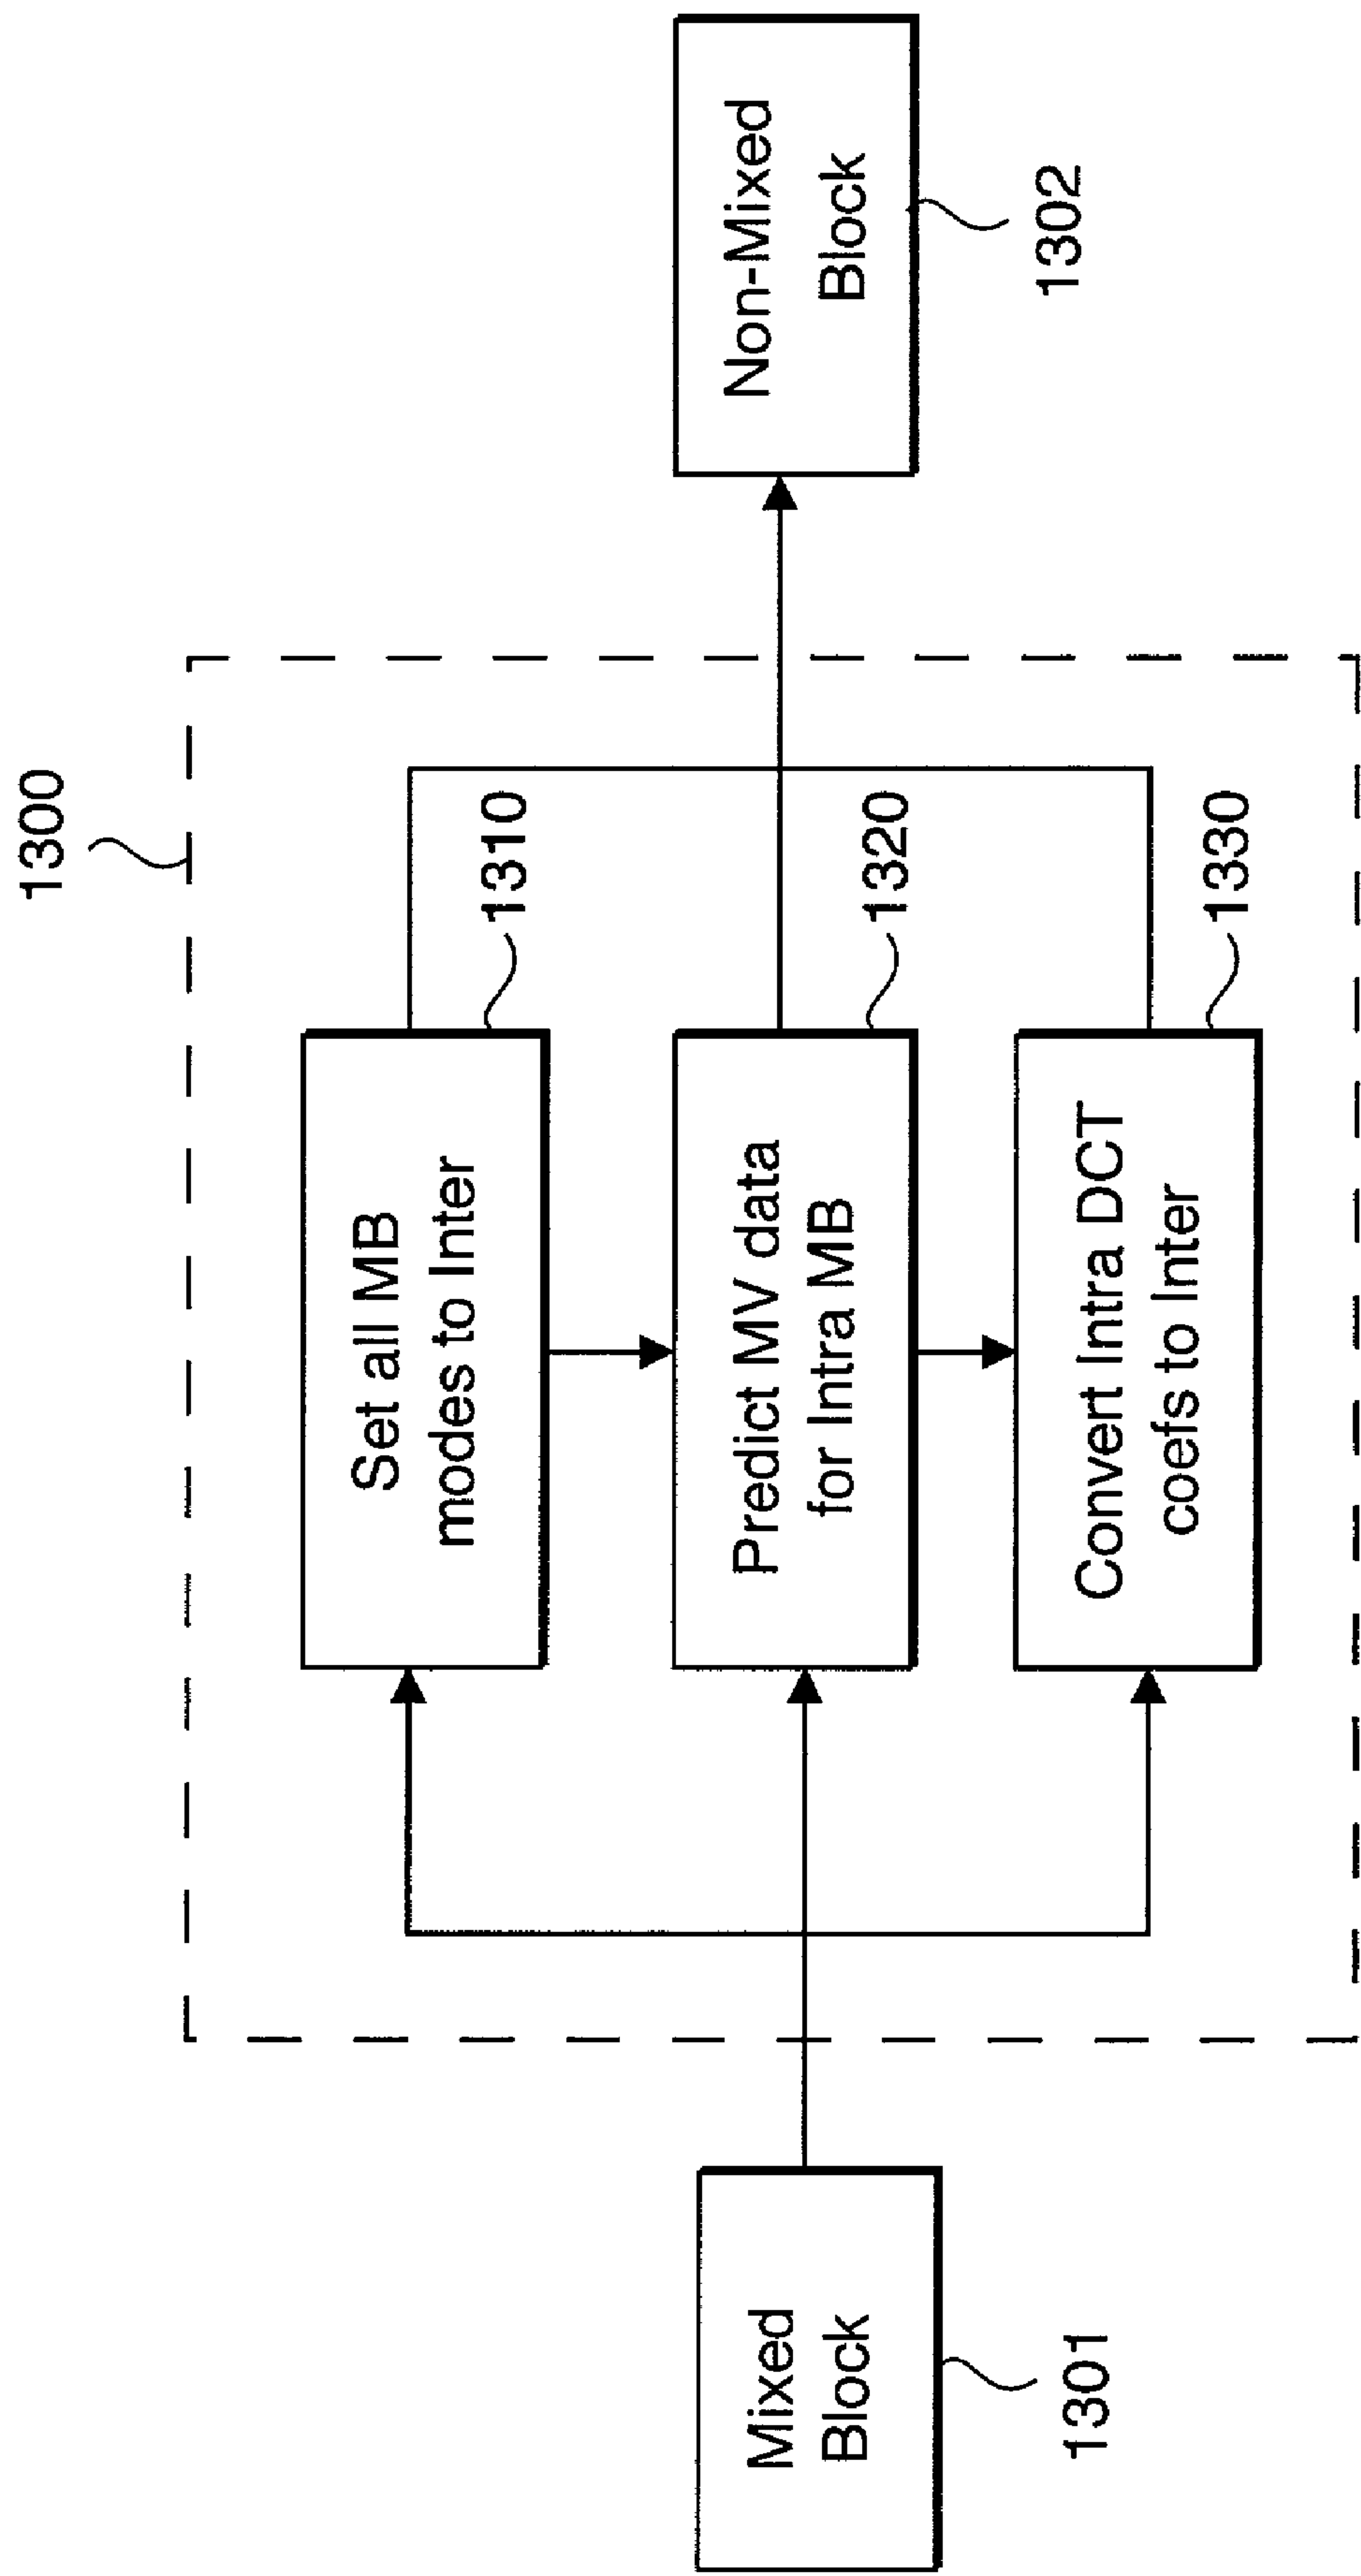 1300
Set all MB
modes to Inter
1310
Mixed
Block
1301
Predict MV data
for Intra MB
1320
Non-Mixed
Block
1302
Convert Intra DCT
coefs to Inter
1330